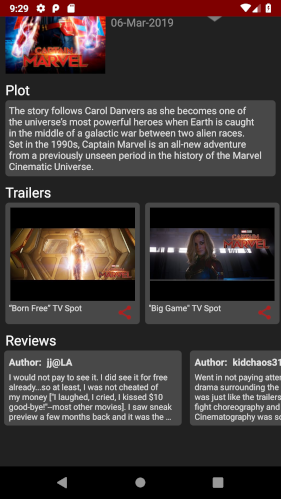 9:29
06-Mar-2019
CAPTAIN
MARVEL
Plot
The story follows Carol Danvers as she becomes one of
the universe's most powerful heroes when Earth is caught
in the middle of a galactic war between two alien races.
Set in the 1990s, Captain Marvel is an all-new adventure
from a previously unseen period in the history of the Marvel
Cinematic Universe.
Trailers
"Born Free" TV Spot
"Big Game" TV Spot
Reviews
Author: jj@LA
I would not pay to see it. I did see it for free
already...so at least, I was not cheated of
my money ["I laughed, I cried, I kissed $10
good-bye!"--most other movies]. I saw sneak
preview a few months back and it was the ...
Author: kidchaos31
Went in not paying atten
drama surrounding the
was just like the trailers
fight choreography and
Cinematography was so